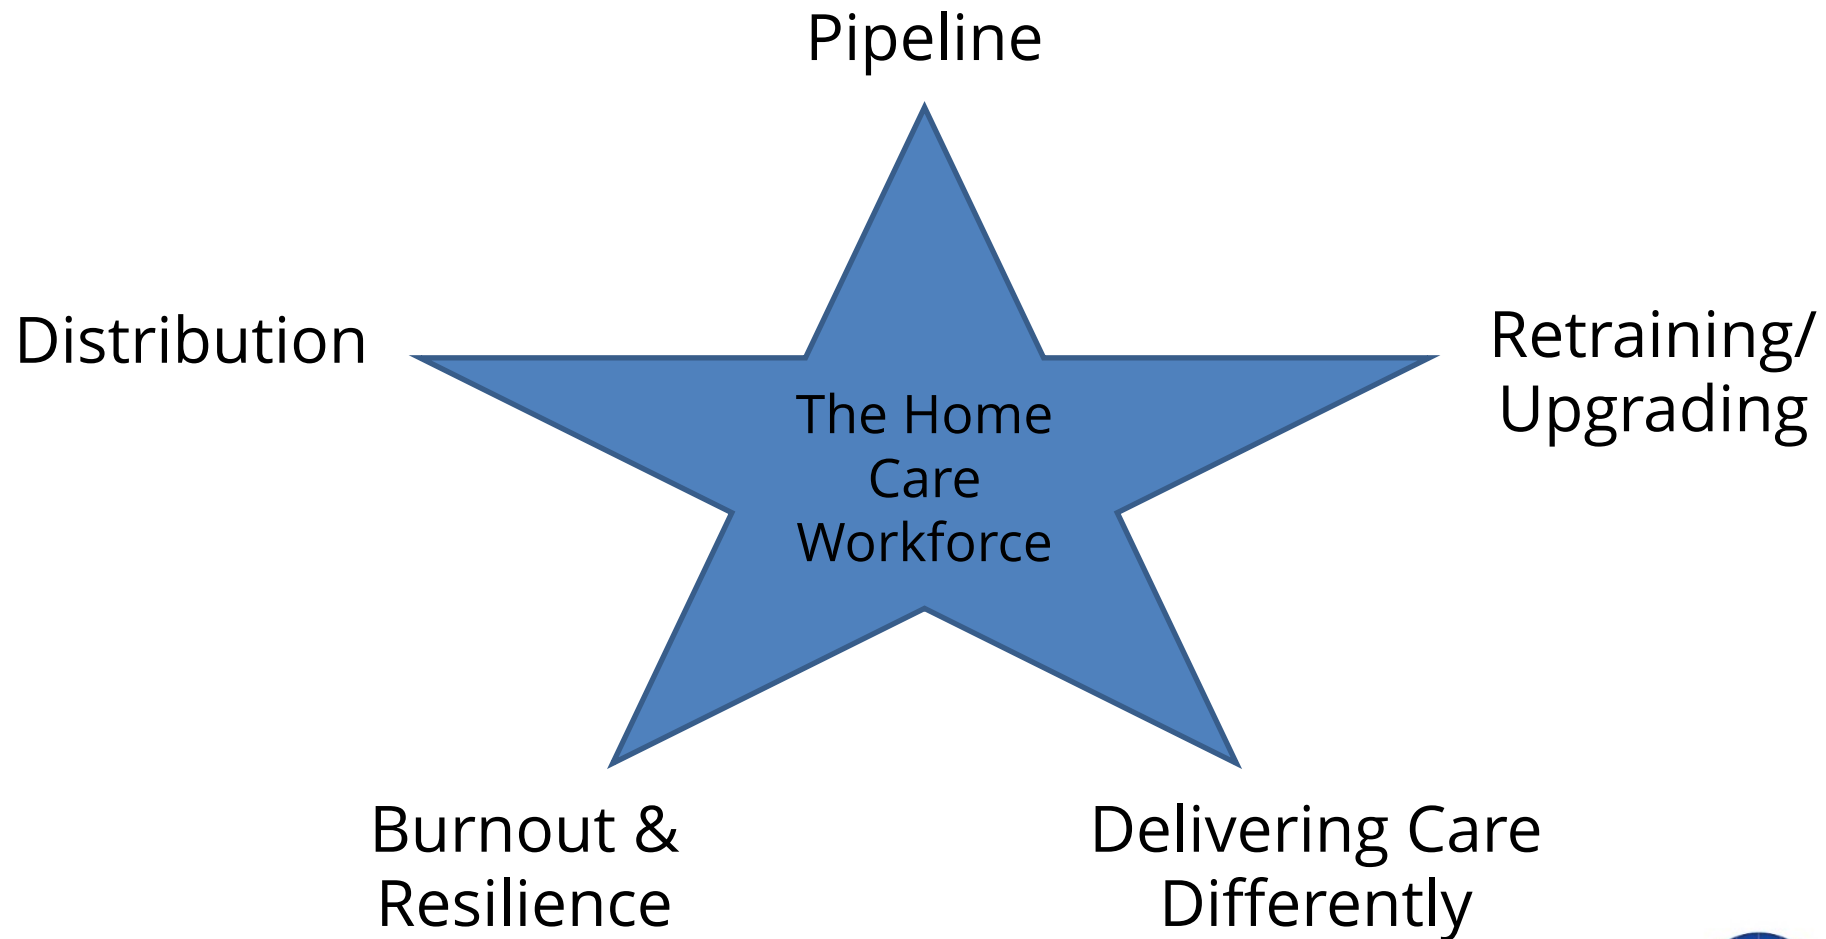 Pipeline
Distribution
Retraining/
Upgrading
The Home
Care
Workforce
Burnout &
Resilience
Delivering Care
Differently